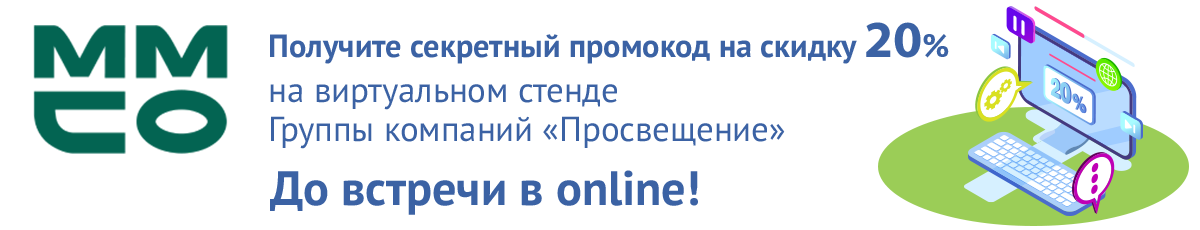 ММ
СО
Получите секретный промокод на скидку 20%
на виртуальном стенде
Группы компаний «Просвещение»
До встречи в online!
20%